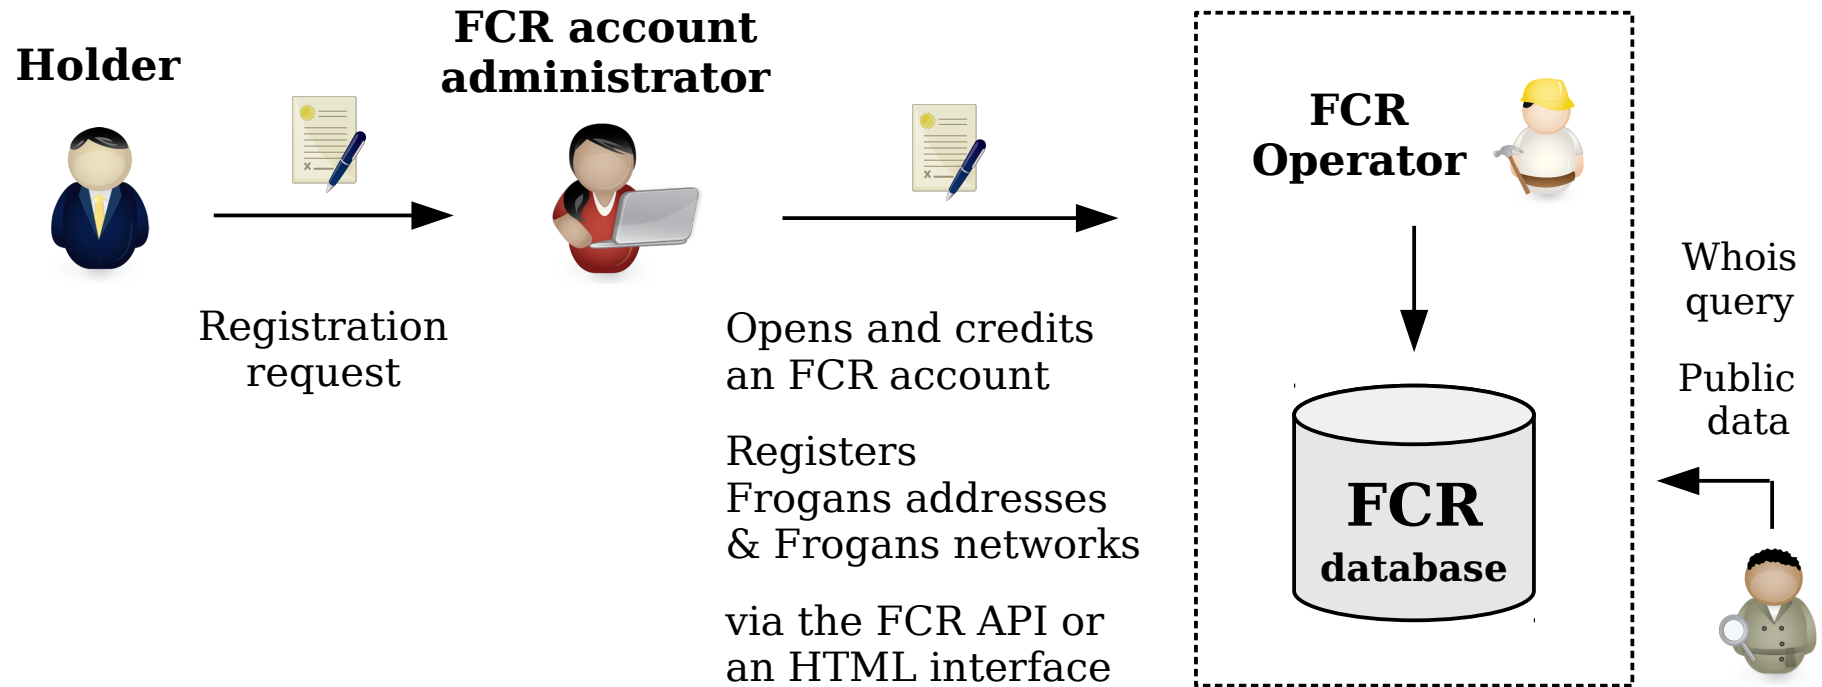 Holder
FCR account
administrator
Registration
request
Opens and credits
an FCR account
Registers
Frogans addresses
& Frogans networks
via the FCR API or
an HTML interface
FCR
Operator
FCR
database
Whois
query
Public
data